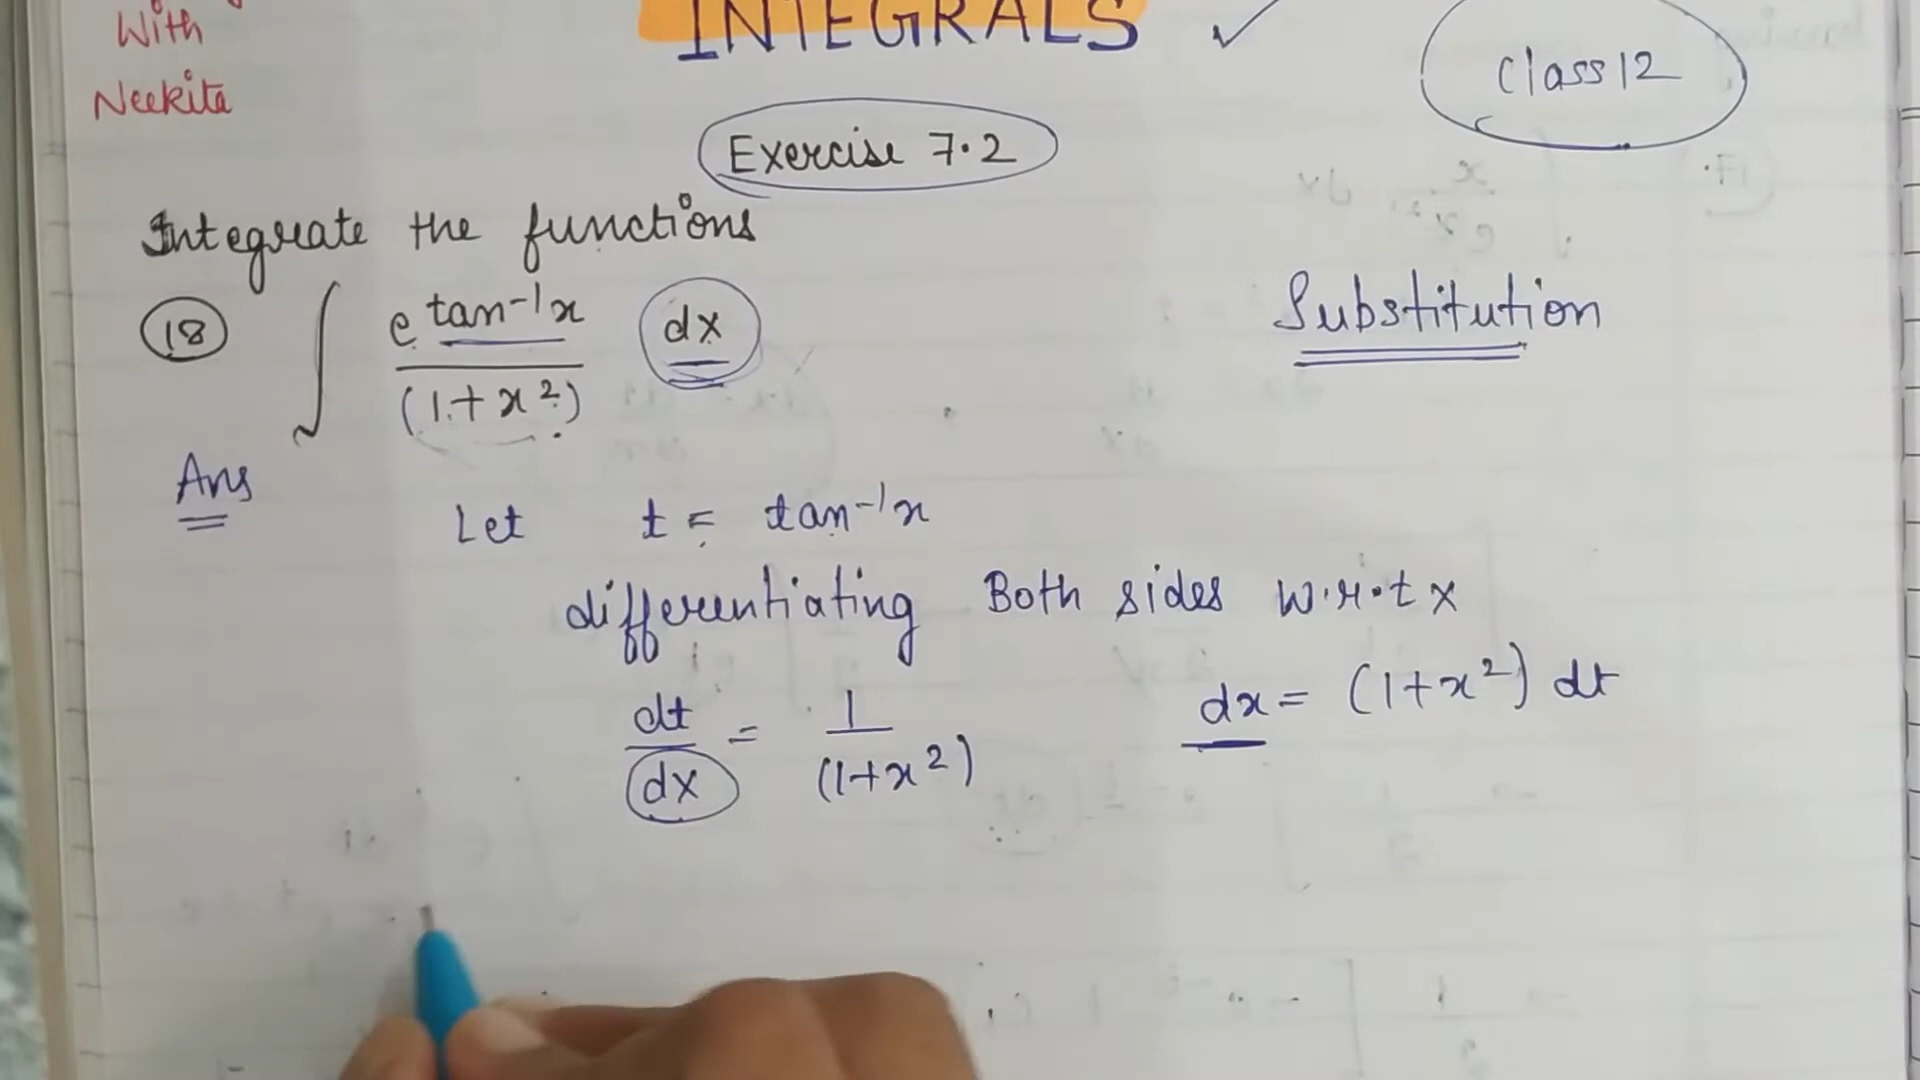 With
Neekita
INTEGRALS ✓
Class 12
Exercise 7.2
Integrate the functions
(18) ∫ e^(tan⁻¹x) / (1+x²) dx
Substitution
Ans
Let t = tan⁻¹x
differentiating Both sides w.r.t x
dt/dx = 1/(1+x²) dx = (1+x²) dt